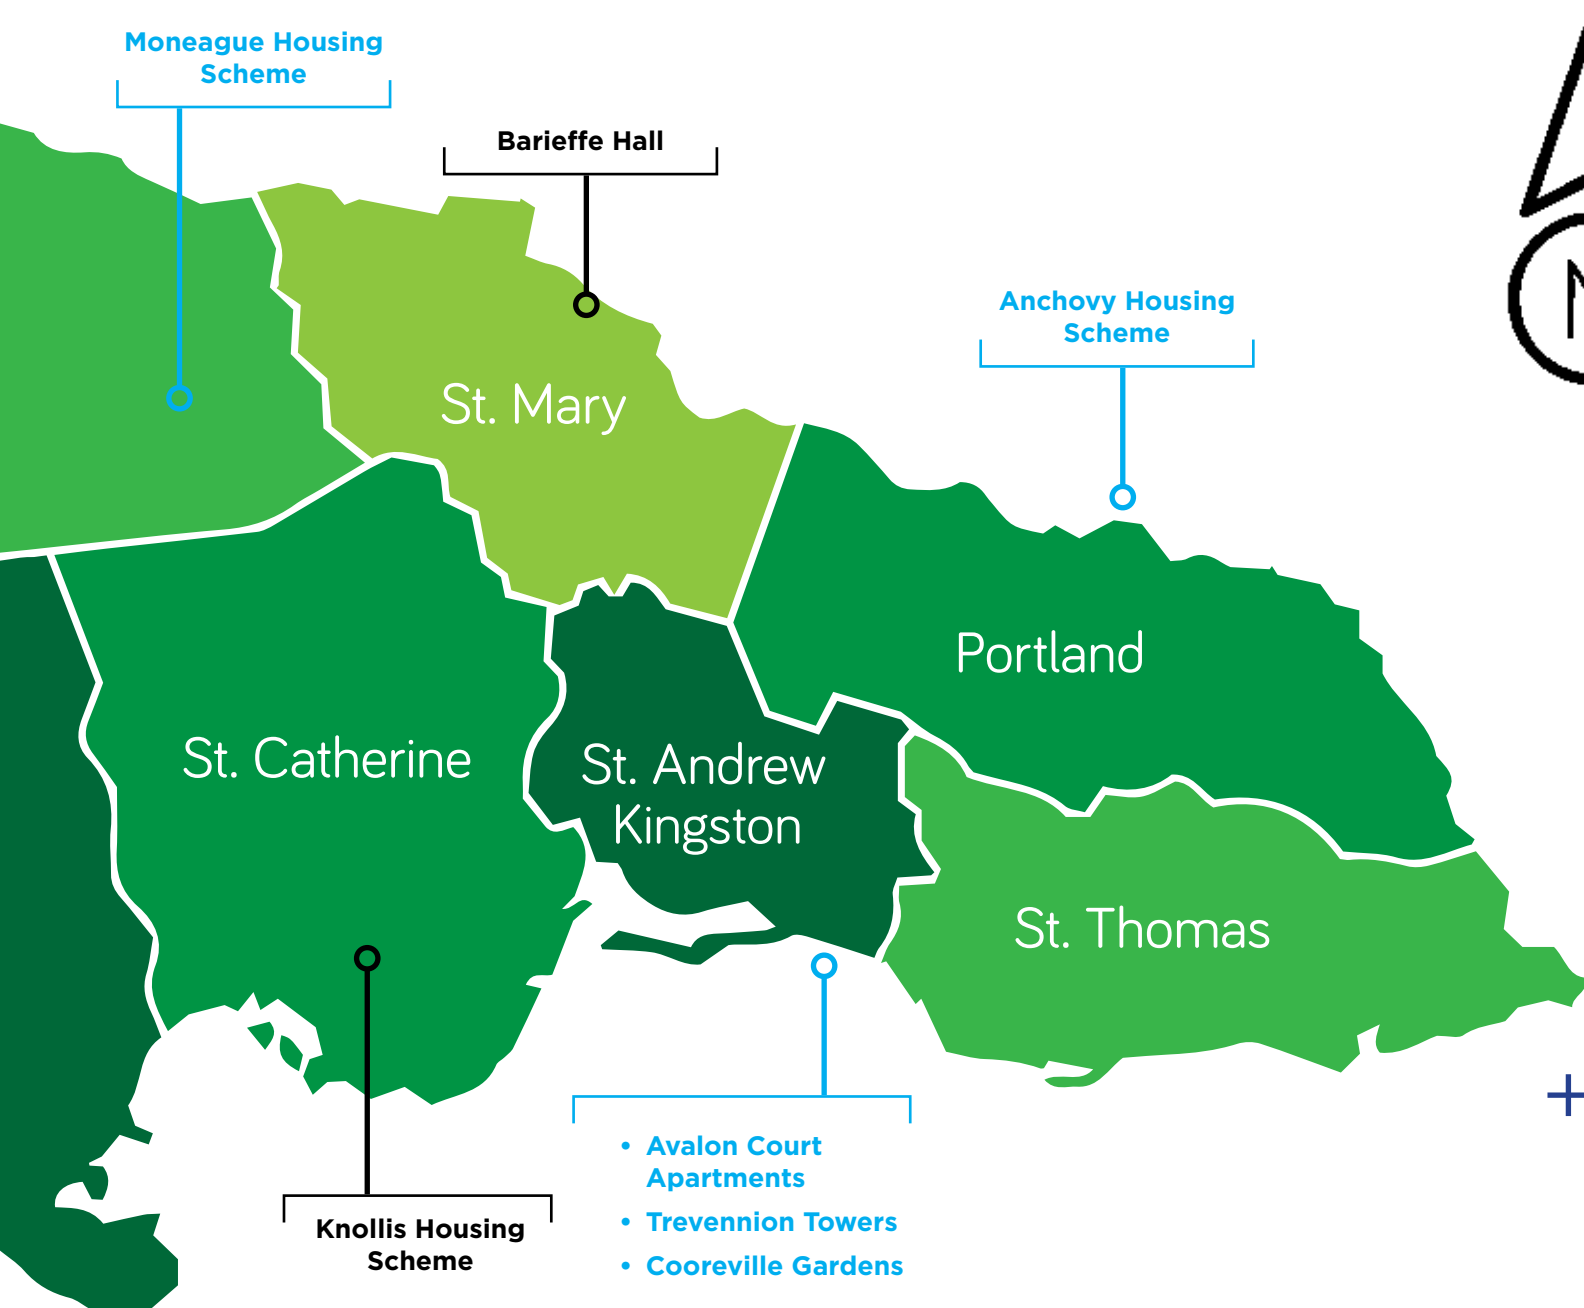 Moneague Housing
Scheme
Barieffe Hall
Anchovy Housing
Scheme
St. Mary
Portland
St. Catherine
St. Andrew
Kingston
St. Thomas
• Avalon Court
Apartments
• Trevennion Towers
• Cooreville Gardens
Knollis Housing
Scheme